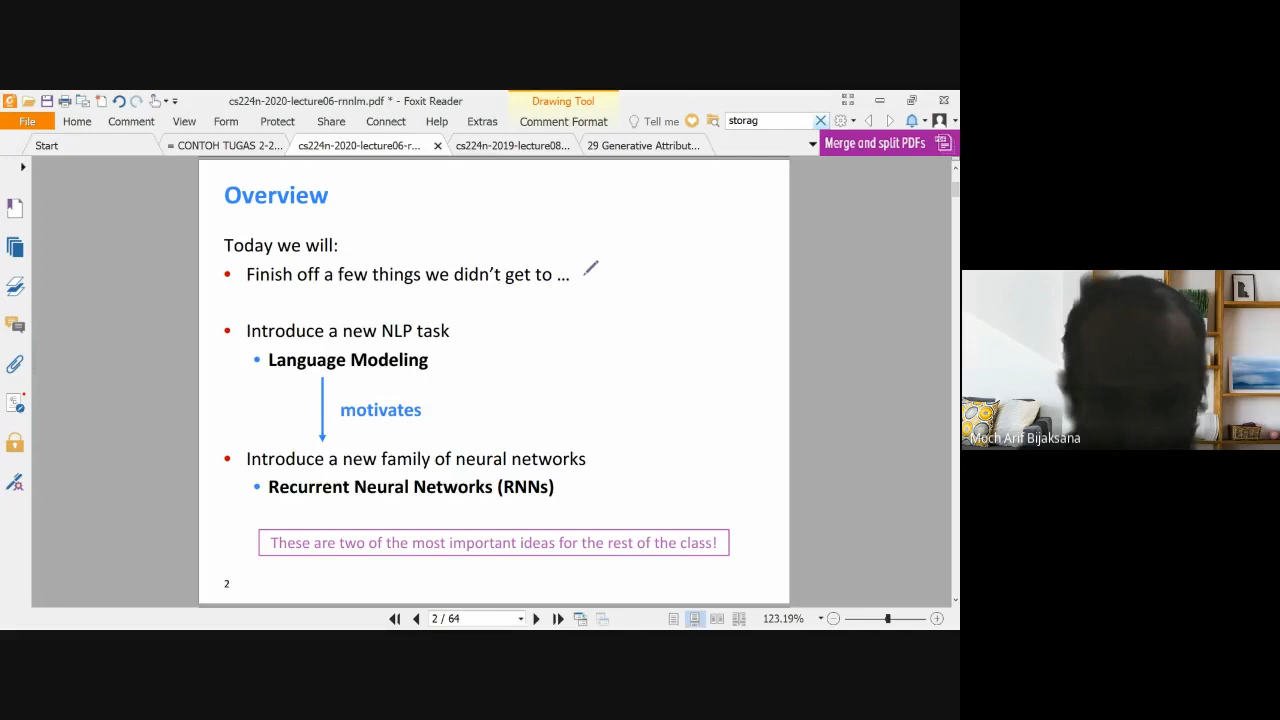 cs224n-2020-lecture06-rnnlm.pdf * - Foxit Reader
Drawing Tool
File
Home
Comment
View
Form
Protect
Share
Connect
Help
Extras
Comment Format
Tell me
storag
Start
= CONTOH TUGAS 2-2...
cs224n-2020-lecture06-r...
cs224n-2019-lecture08...
29 Generative Attribut...
Merge and split PDFs
Overview
Today we will:
• Finish off a few things we didn't get to …
• Introduce a new NLP task
• Language Modeling
motivates
• Introduce a new family of neural networks
• Recurrent Neural Networks (RNNs)
These are two of the most important ideas for the rest of the class!
2
2 / 64
123.19%
Moch Arif Bijaksana